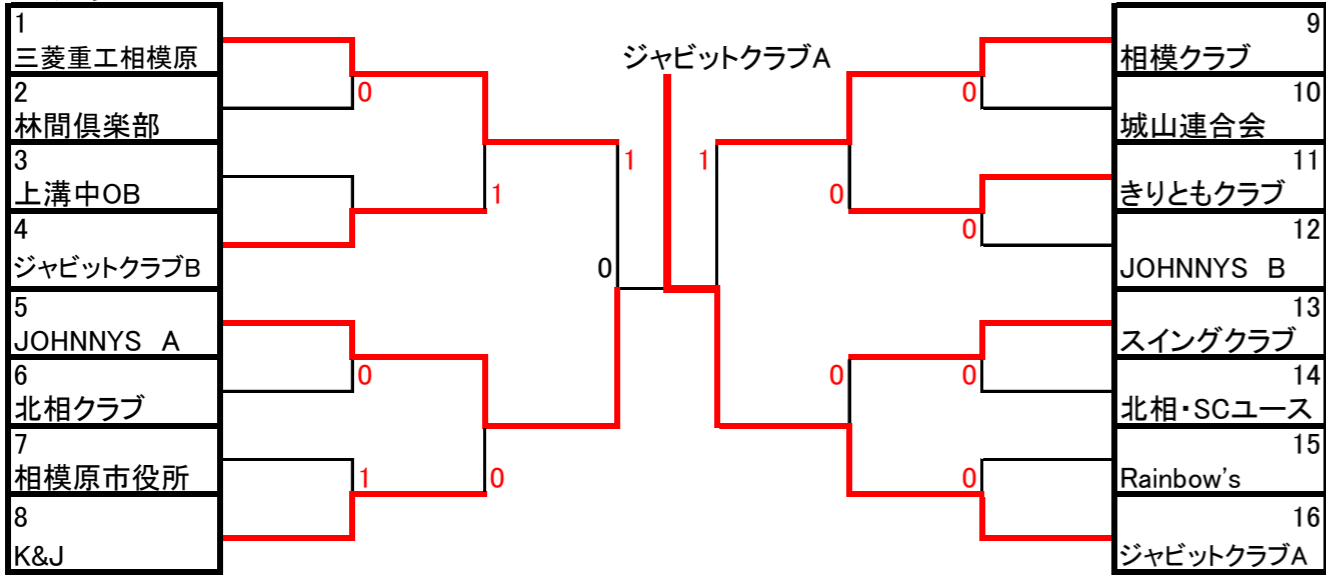 1
三菱重工相模原
2
林間倶楽部
3
上溝中OB
4
ジャビットクラブB
5
JOHNNYS A
6
北相クラブ
7
相模原市役所
8
K&J
0
1
0
1
0
1
0
ジャビットクラブA
1
0
0
0
0
0
0
9
相模クラブ
10
城山連合会
11
きりともクラブ
12
JOHNNYS B
13
スイングクラブ
14
北相・SCユース
15
Rainbow's
16
ジャビットクラブA